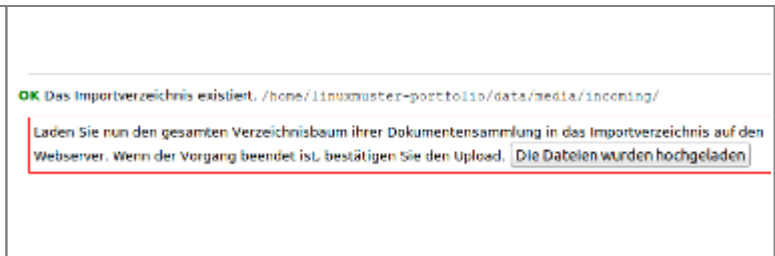 OK Das Importverzeichnis existiert. /home/linuxmuster-portfolio/data/media/incoming/
Laden Sie nun den gesamten Verzeichnisbaum ihrer Dokumentensammlung in das Importverzeichnis auf den
Webserver. Wenn der Vorgang beendet ist, bestätigen Sie den Upload. Die Dateien wurden hochgeladen